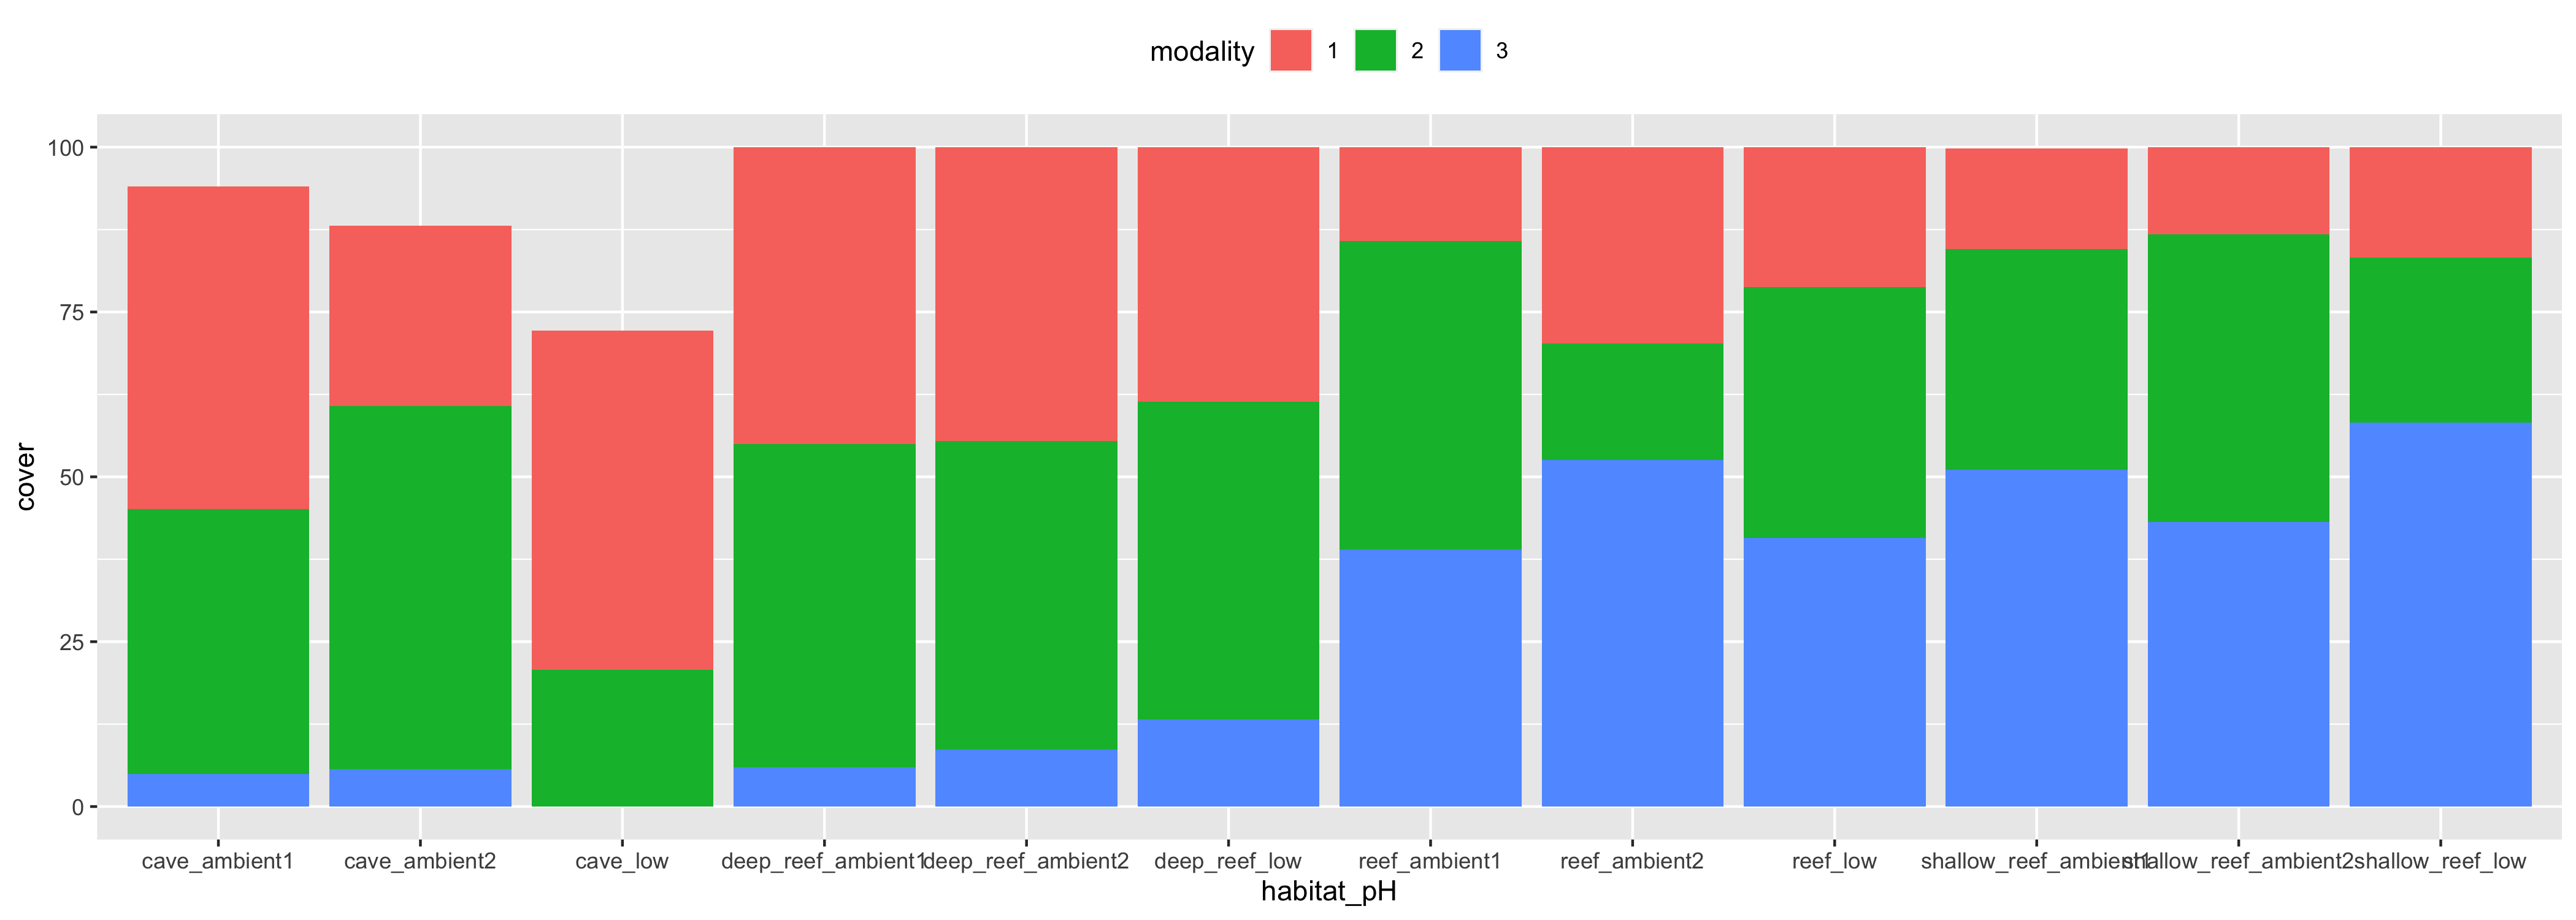 modality 1 2 3
100
75
50
25
0
cover
cave_ambient1 cave_ambient2 cave_low deep_reef_ambient1 deep_reef_ambient2 deep_reef_low reef_ambient1 reef_ambient2 reef_low shallow_reef_ambient1 shallow_reef_ambient2 shallow_reef_low
habitat_pH